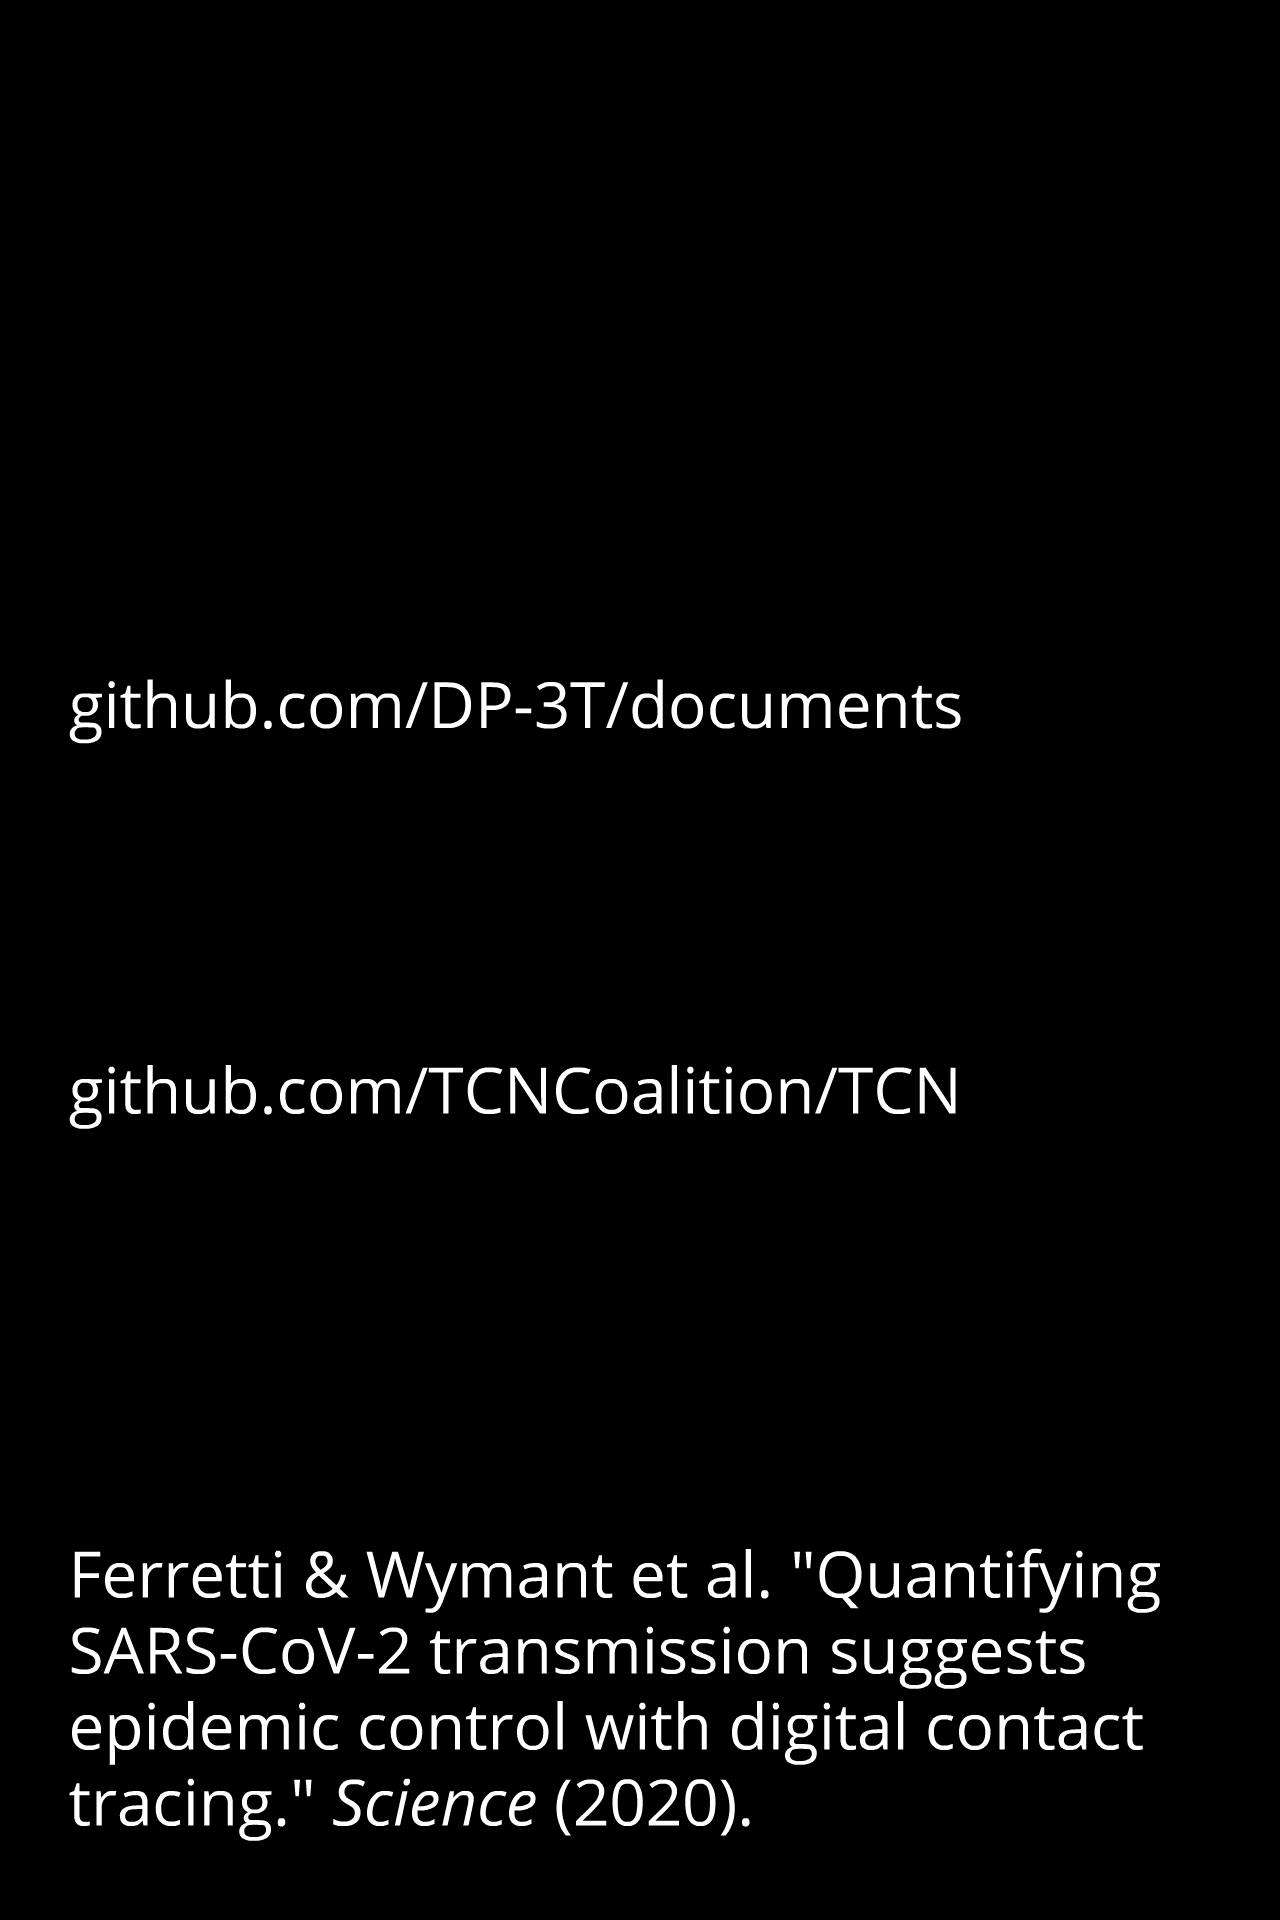 github.com/DP-3T/documents
github.com/TCNCoalition/TCN
Ferretti & Wymant et al. "Quantifying
SARS-CoV-2 transmission suggests
epidemic control with digital contact
tracing." Science (2020).